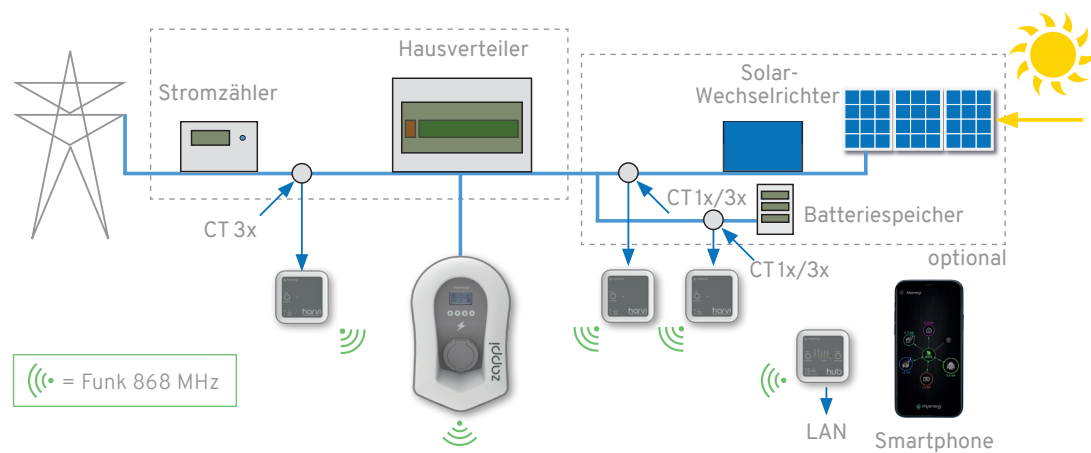 Hausverteiler
Stromzähler
Solar-
Wechselrichter
CT 3x
CT 1x/3x
Batteriespeicher
CT 1x/3x
optional
harvi
harvi
harvi
zappi
hub
= Funk 868 MHz
LAN
Smartphone
myenergi